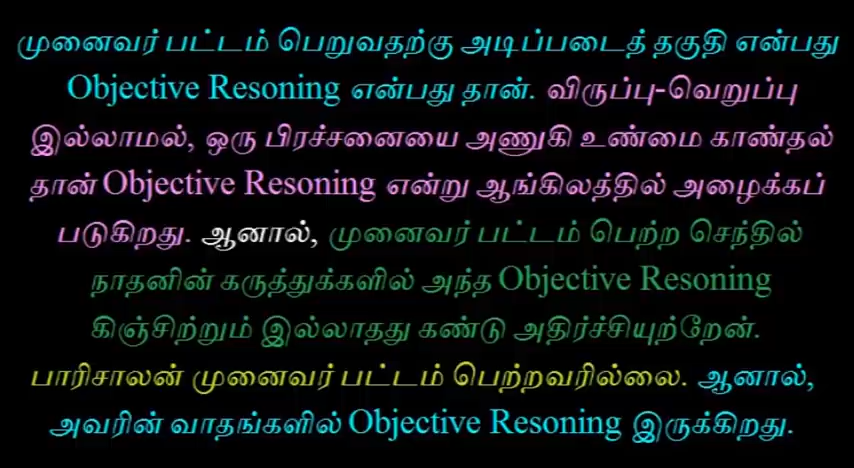 முனைவர் பட்டம் பெறுவதற்கு அடிப்படைத் தகுதி என்பது
Objective Resoning என்பது தான். விருப்பு-வெறுப்பு
இல்லாமல், ஒரு பிரச்சனையை அணுகி உண்மை காண்தல்
தான் Objective Resoning என்று ஆங்கிலத்தில் அழைக்கப்
படுகிறது. ஆனால், முனைவர் பட்டம் பெற்ற செந்தில்
நாதனின் கருத்துக்களில் அந்த Objective Resoning
கிஞ்சிற்றும் இல்லாதது கண்டு அதிர்ச்சியுற்றேன்.
பாரிசாலன் முனைவர் பட்டம் பெற்றவரில்லை. ஆனால்,
அவரின் வாதங்களில் Objective Resoning இருக்கிறது.